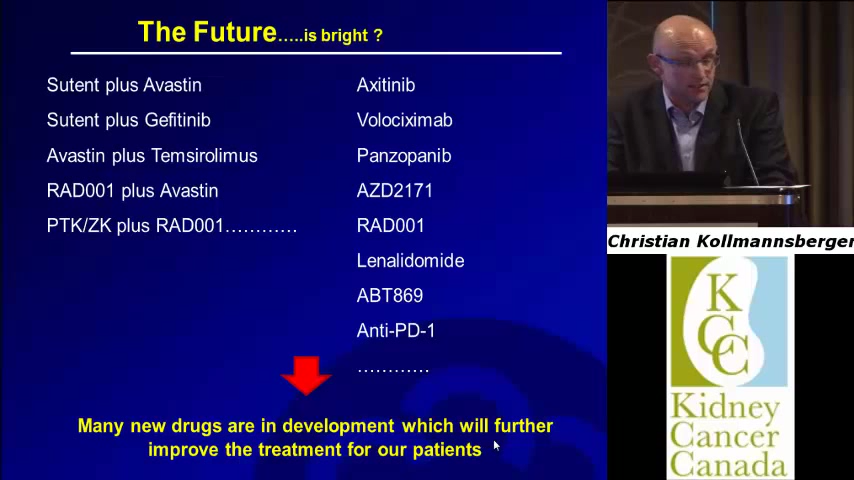 The Future…..is bright ?
Sutent plus Avastin
Sutent plus Gefitinib
Avastin plus Temsirolimus
RAD001 plus Avastin
PTK/ZK plus RAD001…………
Axitinib
Volociximab
Panzopanib
AZD2171
RAD001
Lenalidomide
ABT869
Anti-PD-1
…………
Many new drugs are in development which will further
improve the treatment for our patients
Christian Kollmannsberger
KCC
Kidney
Cancer
Canada